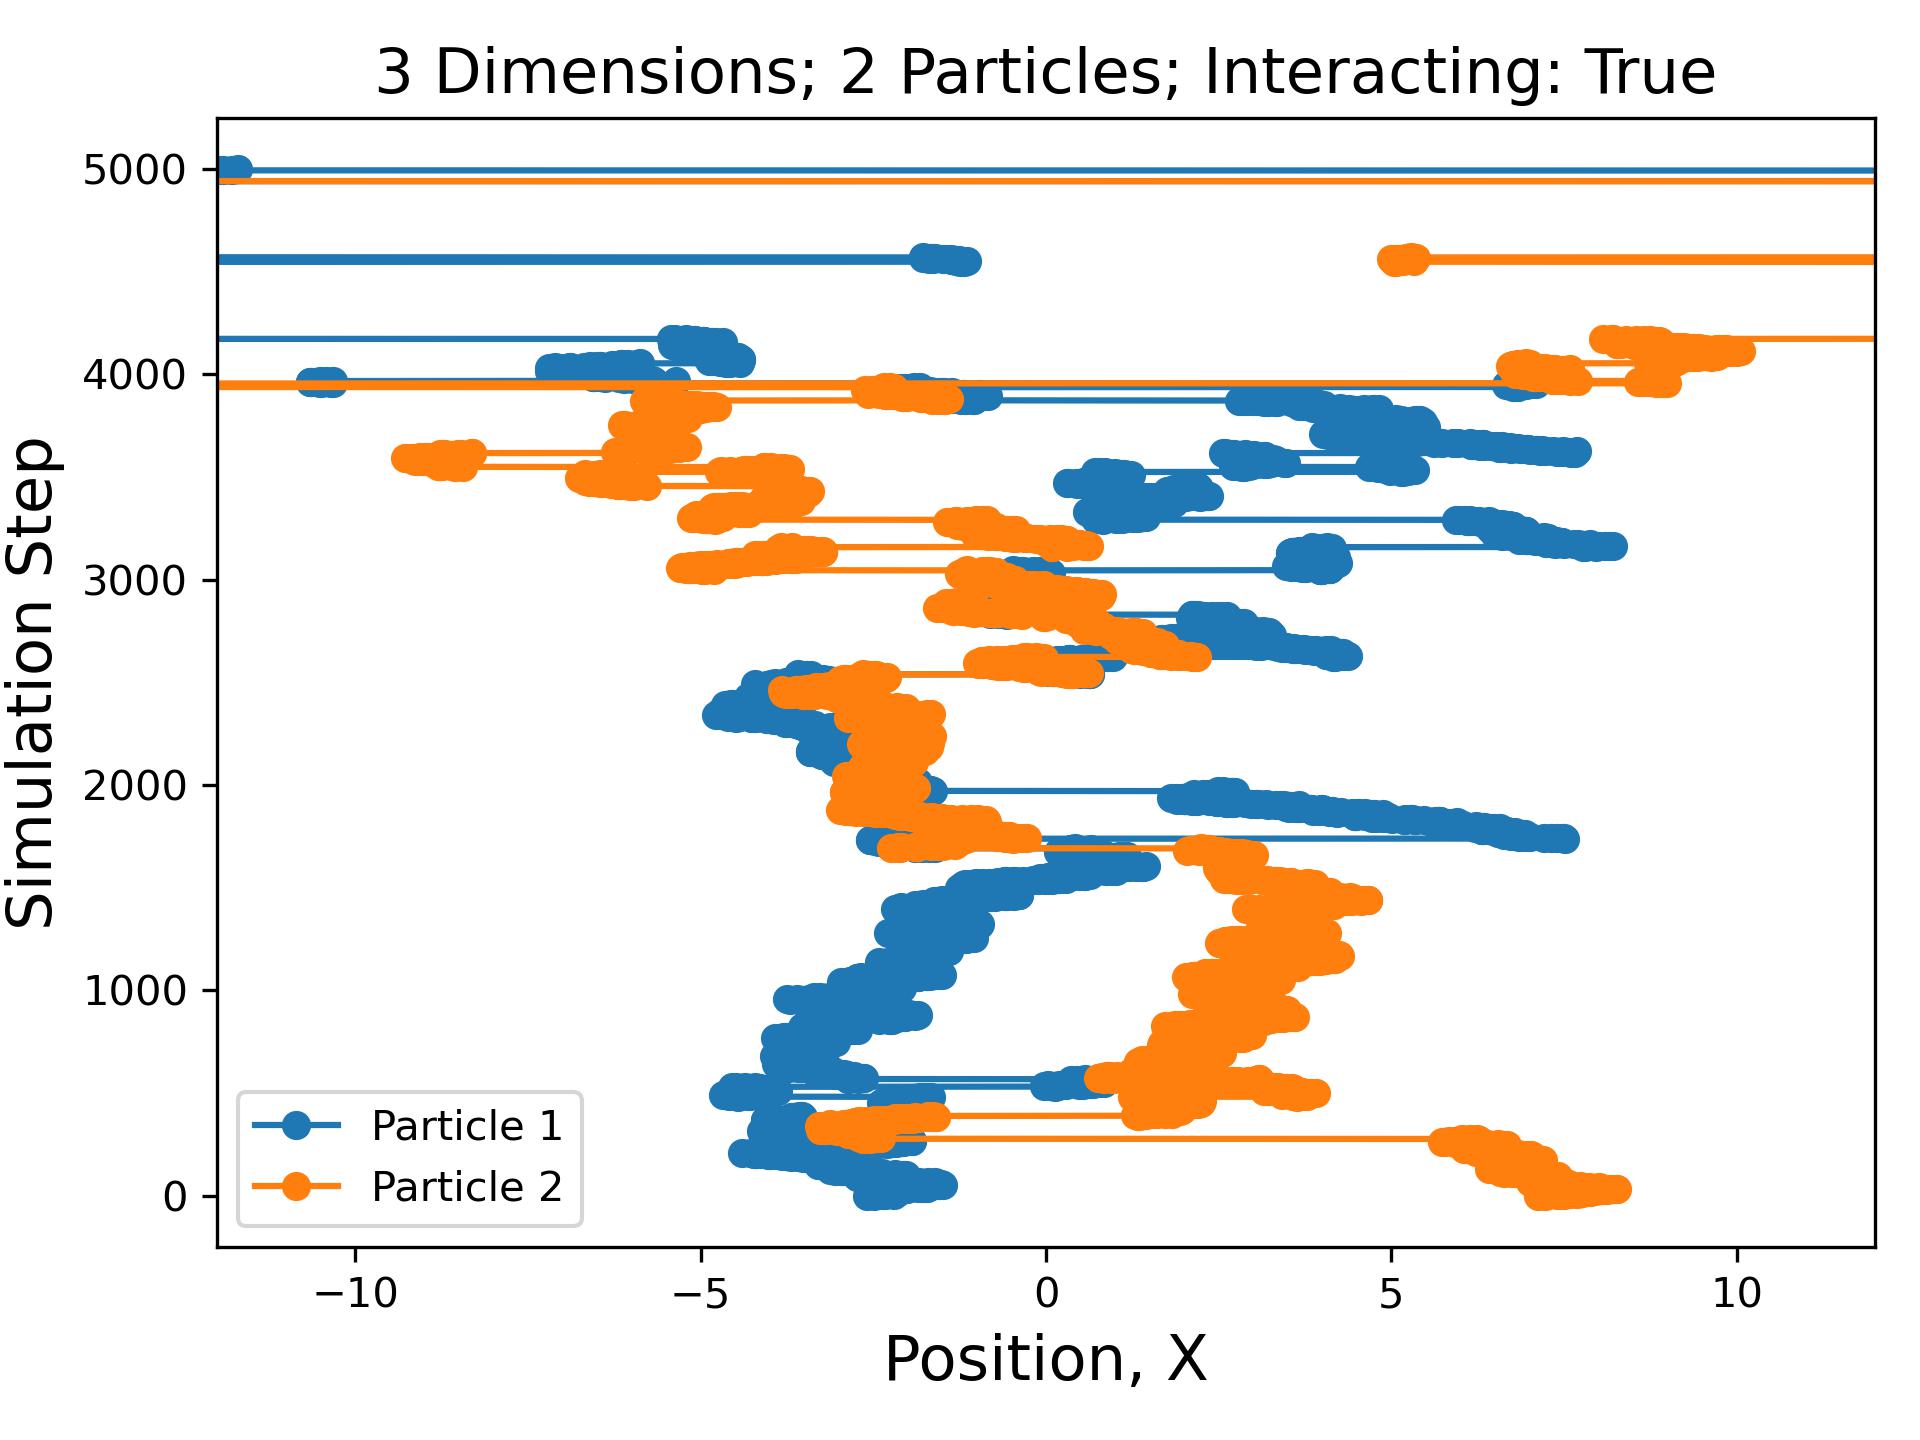 3 Dimensions; 2 Particles; Interacting: True
Simulation Step
5000
4000
3000
2000
1000
0
Particle 1
Particle 2
−10
−5
0
5
10
Position, X